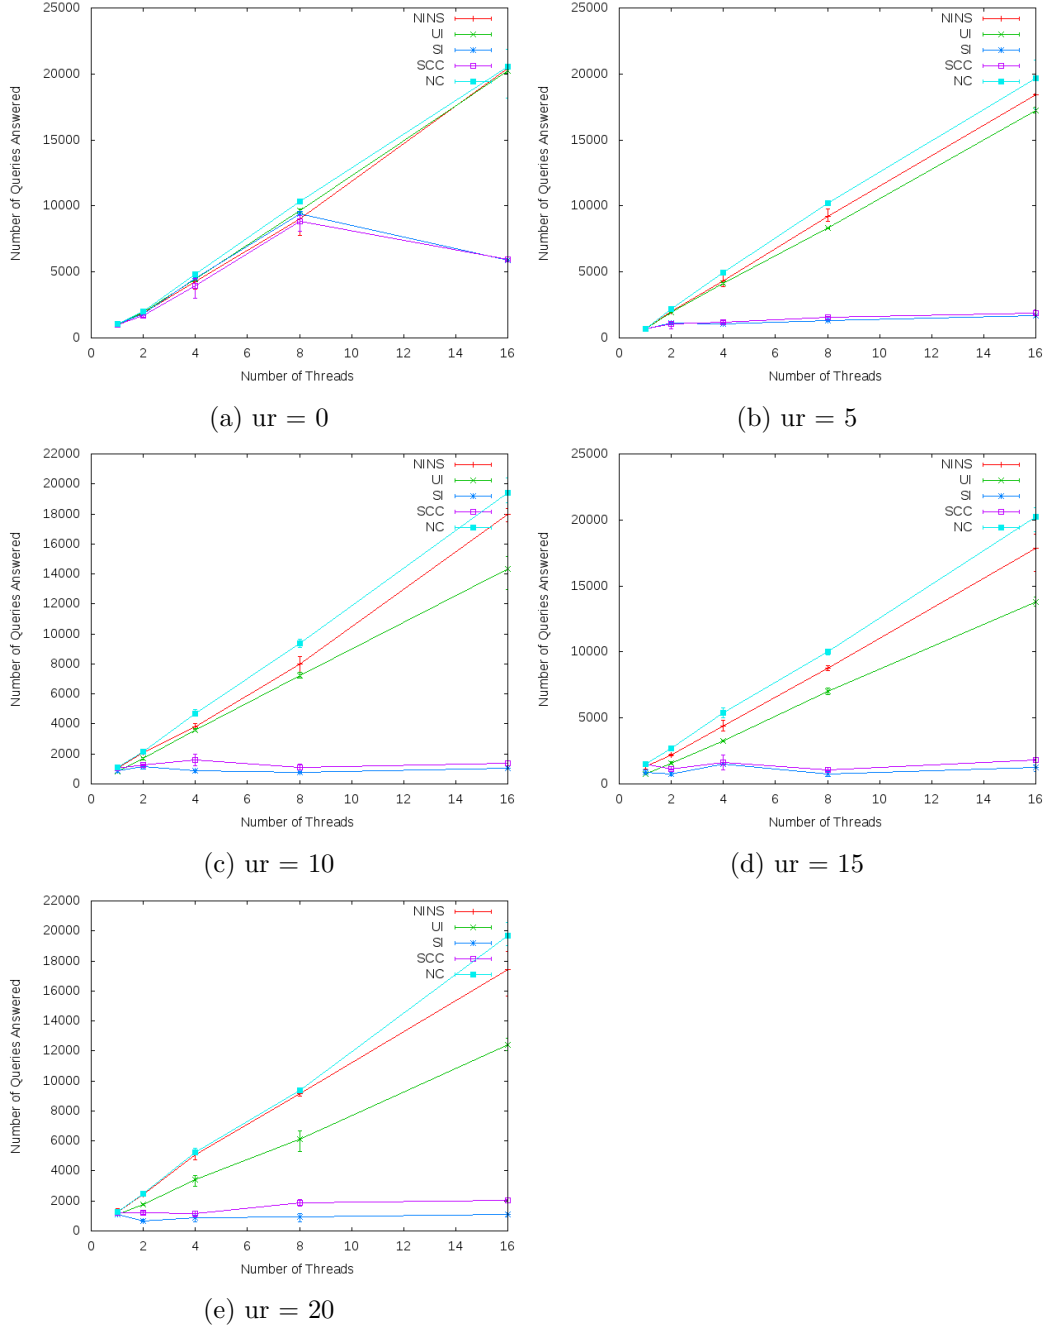 25000
20000
15000
10000
5000
0
Number of Queries Answered
NINS
UI
SI
SCC
NC
0 2 4 6 8 10 12 14 16
Number of Threads
(a) ur = 0
25000
20000
15000
10000
5000
0
Number of Queries Answered
NINS
UI
SI
SCC
NC
0 2 4 6 8 10 12 14 16
Number of Threads
(b) ur = 5
22000
20000
18000
16000
14000
12000
10000
8000
6000
4000
2000
0
Number of Queries Answered
NINS
UI
SI
SCC
NC
0 2 4 6 8 10 12 14 16
Number of Threads
(c) ur = 10
25000
20000
15000
10000
5000
0
Number of Queries Answered
NINS
UI
SI
SCC
NC
0 2 4 6 8 10 12 14 16
Number of Threads
(d) ur = 15
22000
20000
18000
16000
14000
12000
10000
8000
6000
4000
2000
0
Number of Queries Answered
NINS
UI
SI
SCC
NC
0 2 4 6 8 10 12 14 16
Number of Threads
(e) ur = 20